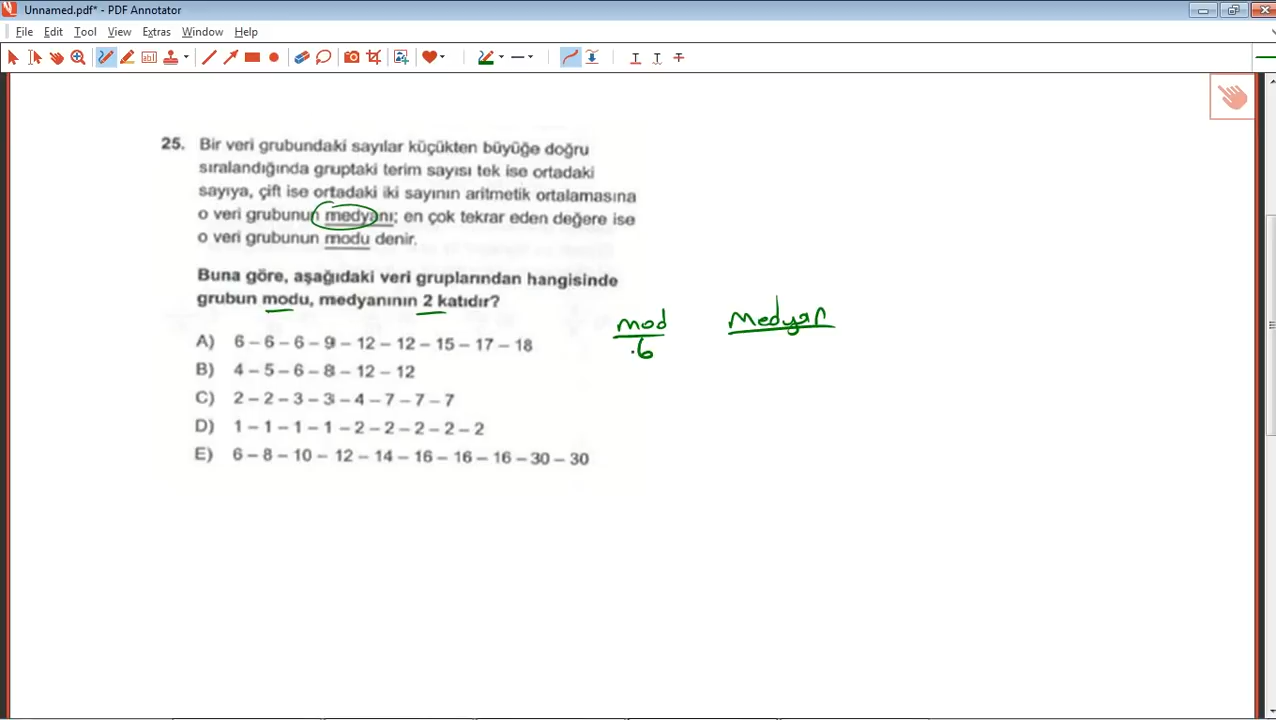 Unnamed.pdf* - PDF Annotator
File Edit Tool View Extras Window Help
25. Bir veri grubundaki sayılar küçükten büyüğe doğru
sıralandığında gruptaki terim sayısı tek ise ortadaki
sayıya, çift ise ortadaki iki sayının aritmetik ortalamasına
o veri grubunun medyanı; en çok tekrar eden değere ise
o veri grubunun modu denir.
Buna göre, aşağıdaki veri gruplarından hangisinde
grubun modu, medyanının 2 katıdır?
mod Medyan
A) 6 – 6 – 6 – 9 – 12 – 12 – 15 – 17 – 18
.6
B) 4 – 5 – 6 – 8 – 12 – 12
C) 2 – 2 – 3 – 3 – 4 – 7 – 7 – 7
D) 1 – 1 – 1 – 1 – 2 – 2 – 2 – 2 – 2
E) 6 – 8 – 10 – 12 – 14 – 16 – 16 – 16 – 30 – 30